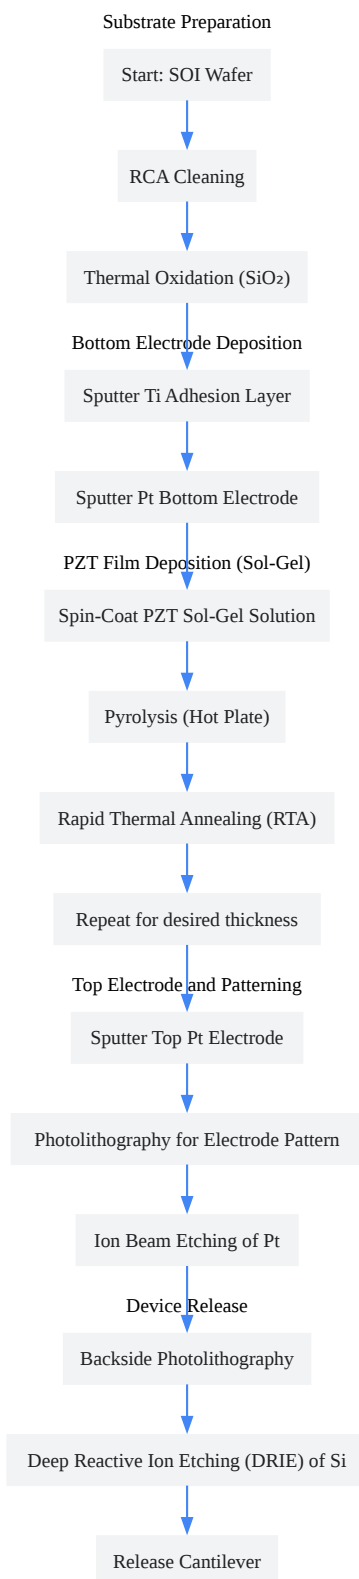 Substrate Preparation
Start: SOI Wafer
RCA Cleaning
Thermal Oxidation (SiO₂)
Bottom Electrode Deposition
Sputter Ti Adhesion Layer
Sputter Pt Bottom Electrode
PZT Film Deposition (Sol-Gel)
Spin-Coat PZT Sol-Gel Solution
Pyrolysis (Hot Plate)
Rapid Thermal Annealing (RTA)
Repeat for desired thickness
Top Electrode and Patterning
Sputter Top Pt Electrode
Photolithography for Electrode Pattern
Ion Beam Etching of Pt
Device Release
Backside Photolithography
Deep Reactive Ion Etching (DRIE) of Si
Release Cantilever